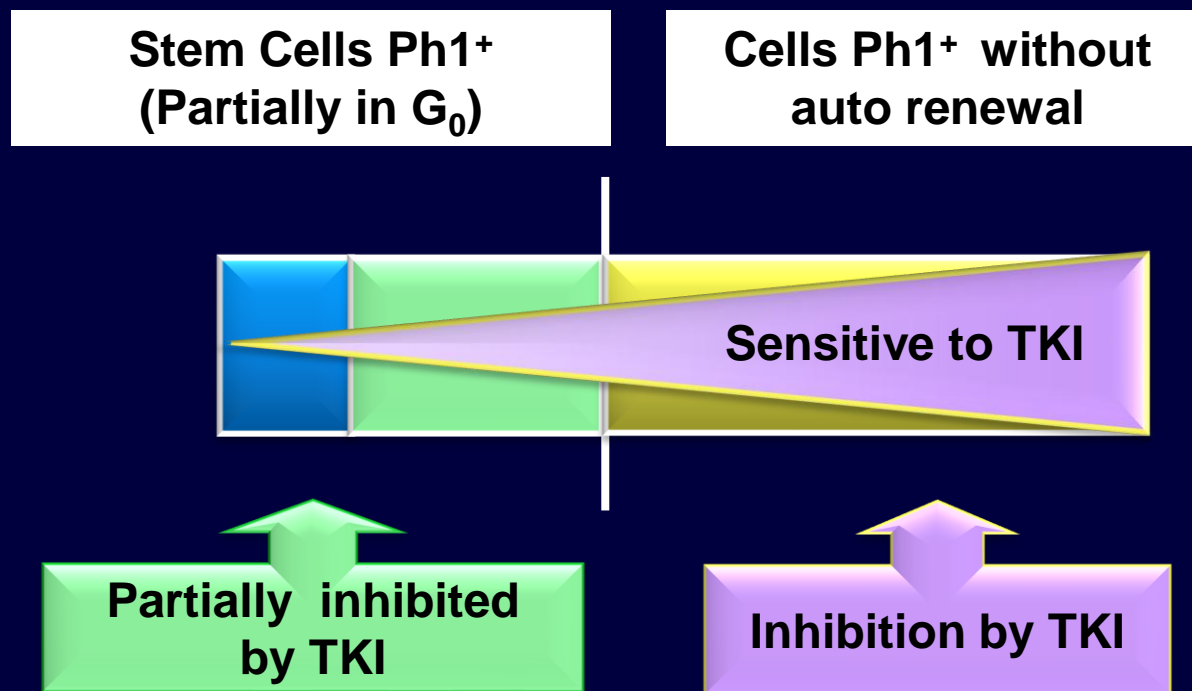 Stem Cells Ph1⁺
(Partially in G₀)
Cells Ph1⁺ without
auto renewal
Sensitive to TKI
Partially inhibited
by TKI
Inhibition by TKI